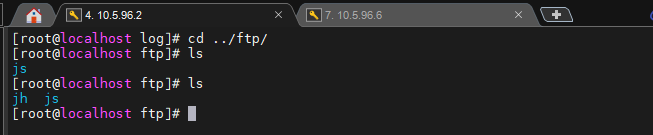 4. 10.5.96.2
7. 10.5.96.6
[root@localhost log]# cd ../ftp/
[root@localhost ftp]# ls
js
[root@localhost ftp]# ls
jh  js
[root@localhost ftp]#